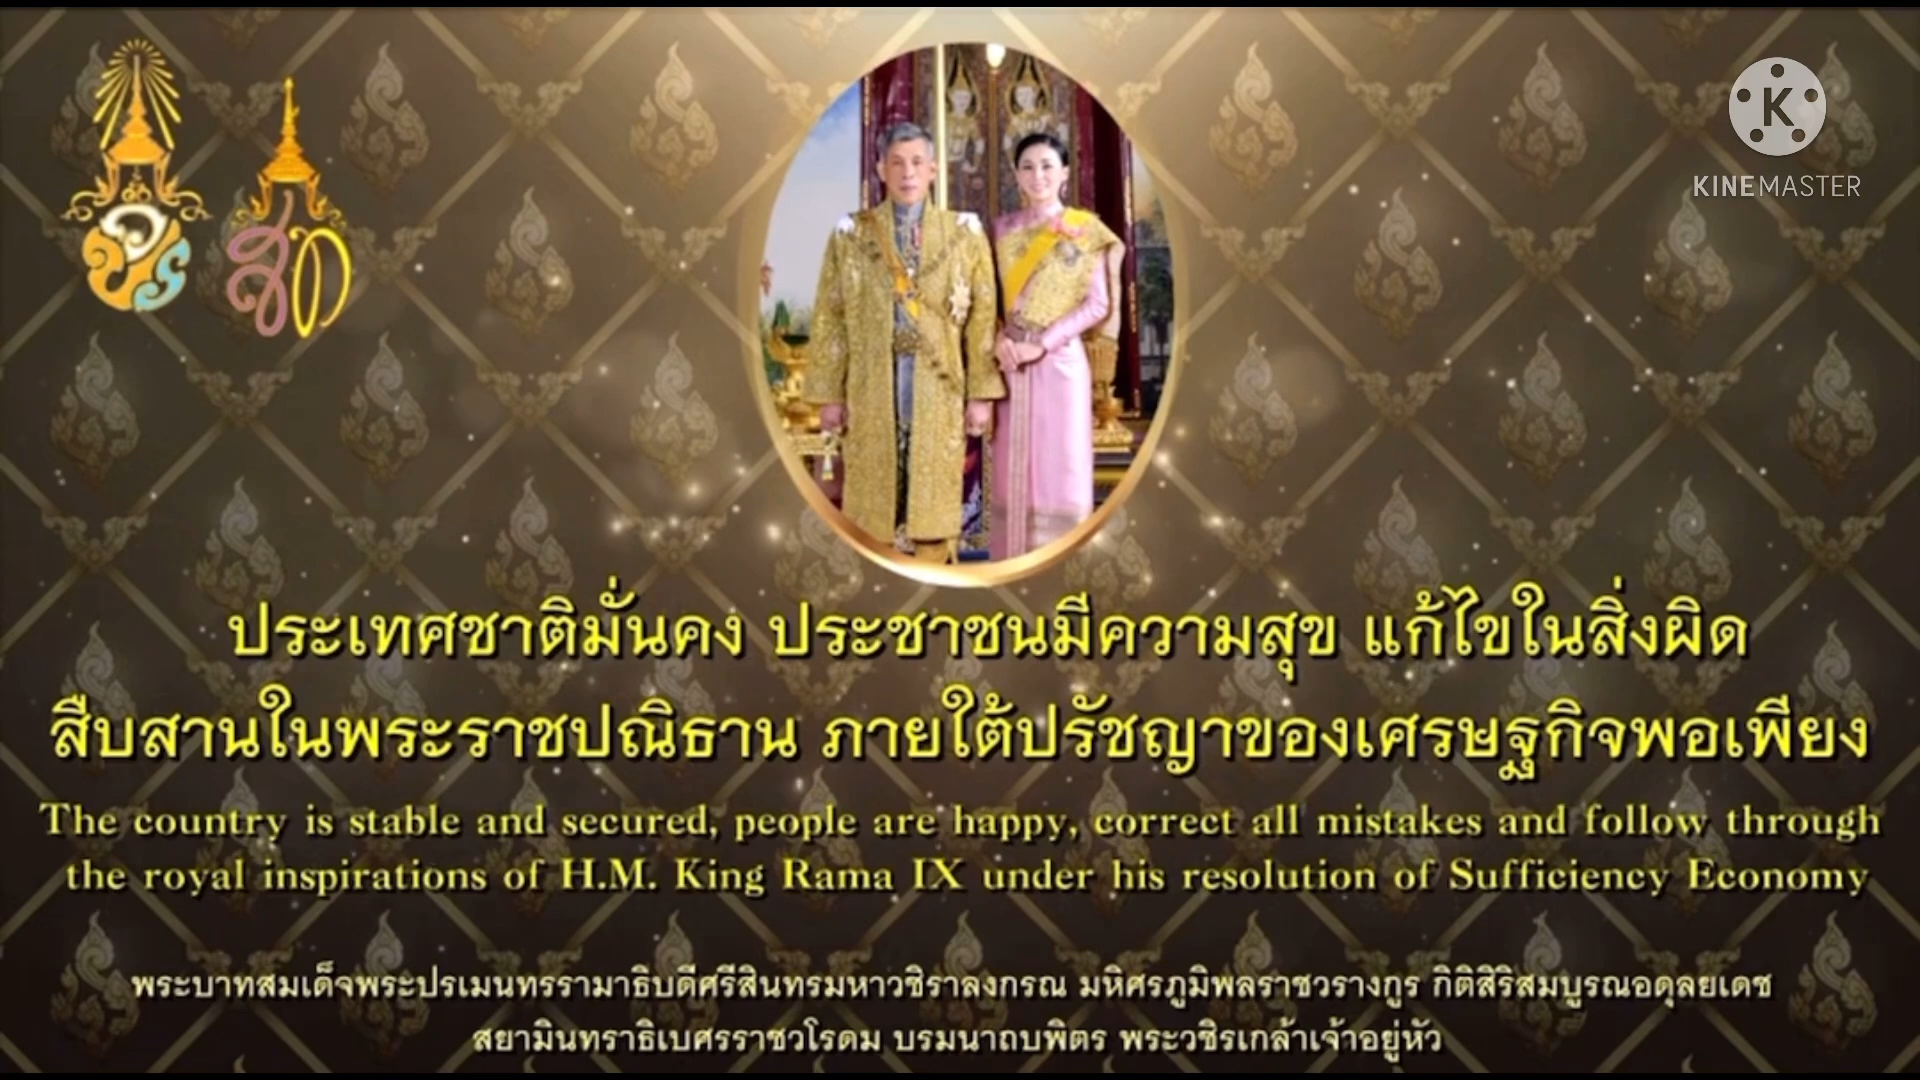 K
KINEMASTER
ประเทศชาติมั่นคง ประชาชนมีความสุข แก้ไขในสิ่งผิด
สืบสานในพระราชปณิธาน ภายใต้ปรัชญาของเศรษฐกิจพอเพียง
The country is stable and secured, people are happy, correct all mistakes and follow through
the royal inspirations of H.M. King Rama IX under his resolution of Sufficiency Economy
พระบาทสมเด็จพระปรเมนทรรามาธิบดีศรีสินทรมหาวชิราลงกรณ มหิศรภูมิพลราชวรางกูร กิติสิริสมบูรณอดุลยเดช
สยามินทราธิเบศรราชวโรดม บรมนาถบพิตร พระวชิรเกล้าเจ้าอยู่หัว